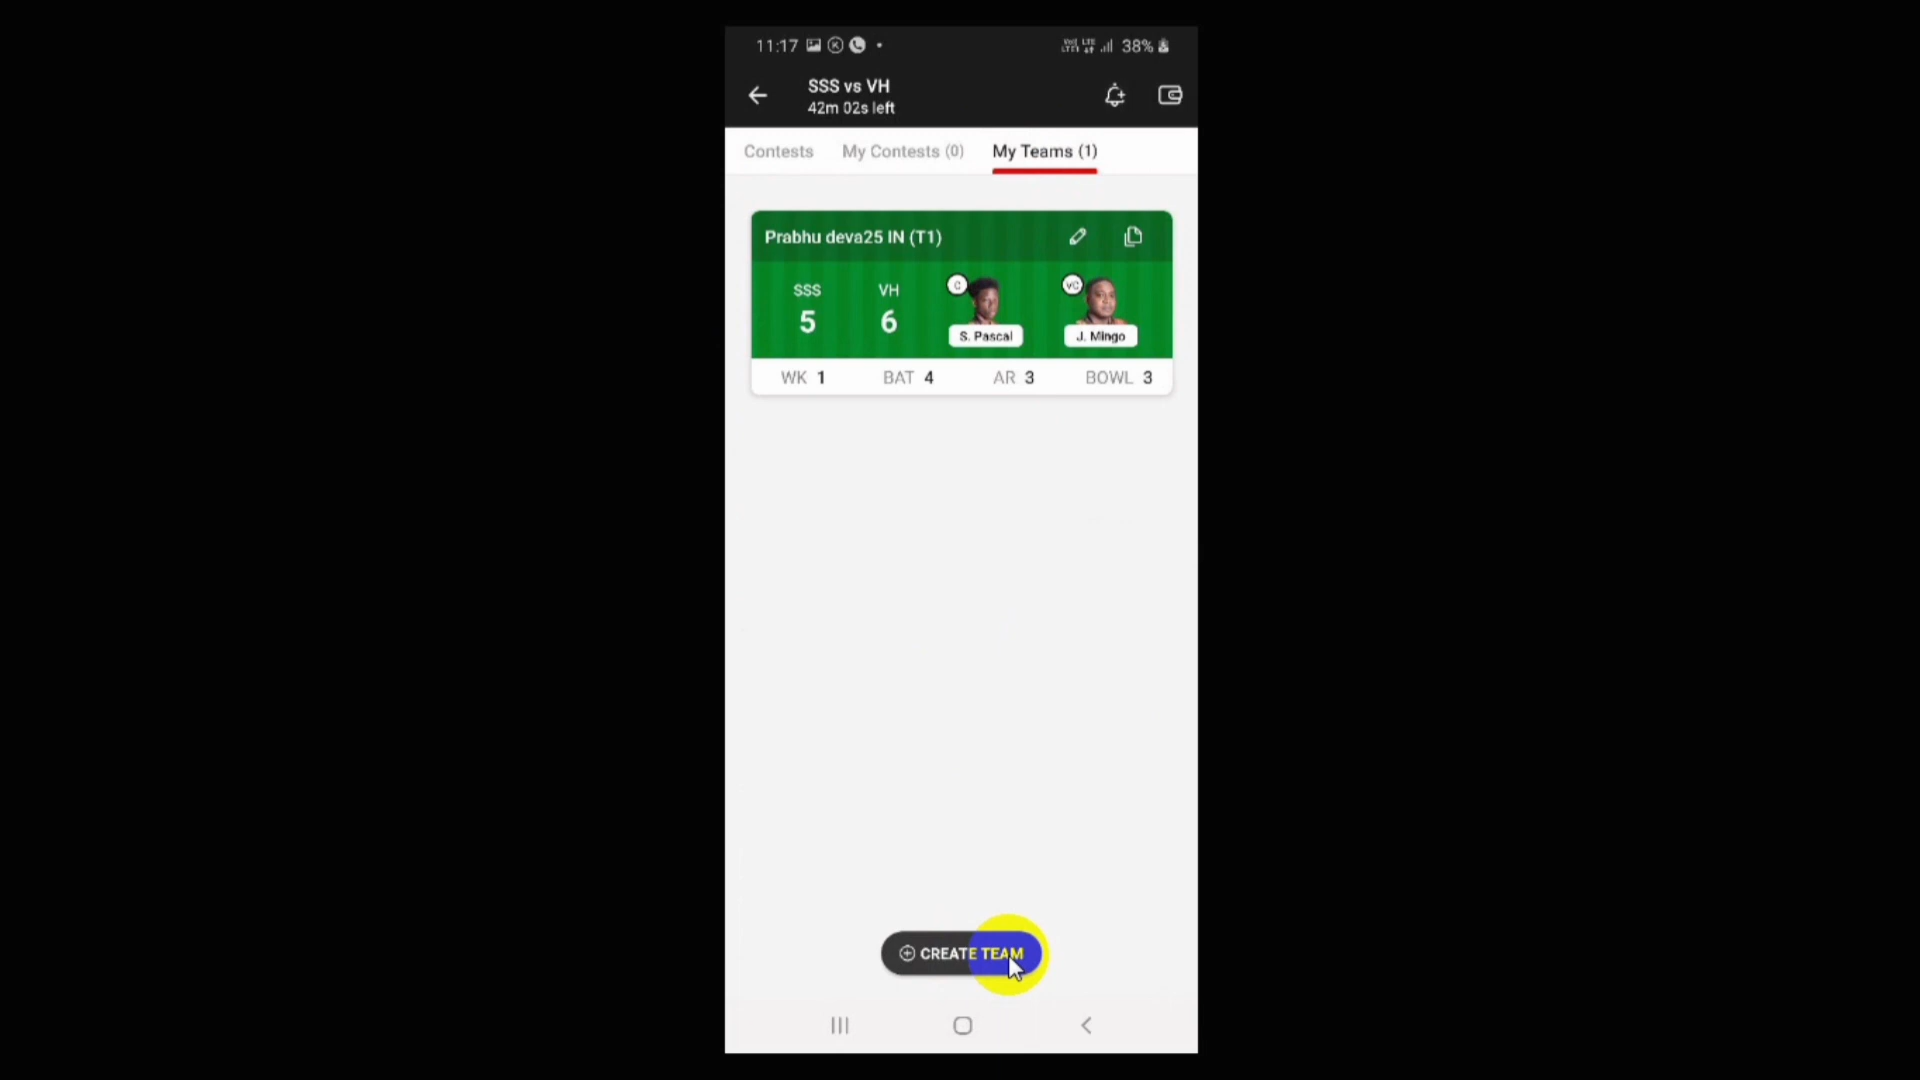 11:17 38%
SSS vs VH
42m 02s left
Contests My Contests (0) My Teams (1)
Prabhu deva25 IN (T1)
SSS VH C VC
5 6
S. Pascal J. Mingo
WK 1 BAT 4 AR 3 BOWL 3
CREATE TEAM